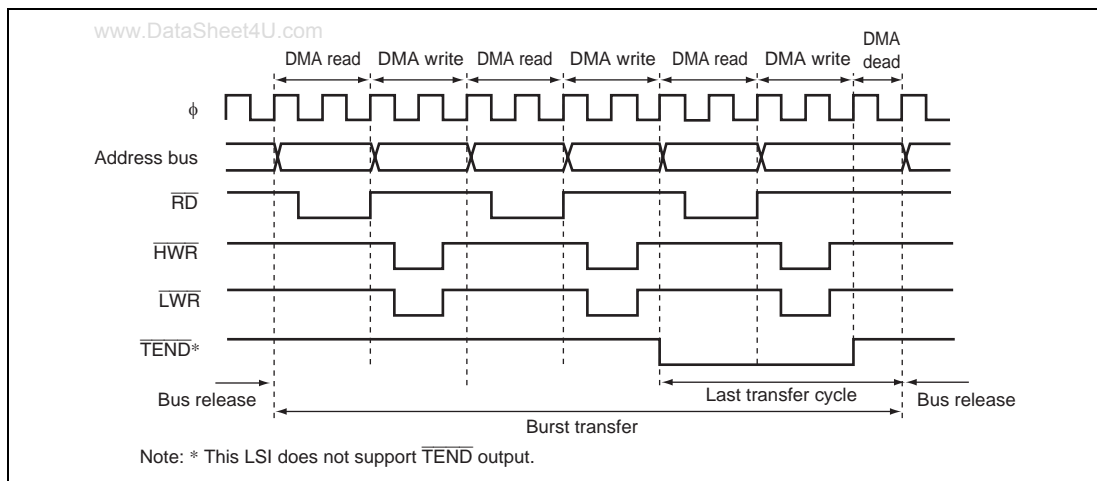 www.DataSheet4U.com
DMA read DMA write DMA read DMA write DMA read DMA write DMA dead
φ
Address bus
RD
HWR
LWR
TEND*
Bus release Last transfer cycle Bus release
Burst transfer
Note: * This LSI does not support TEND output.